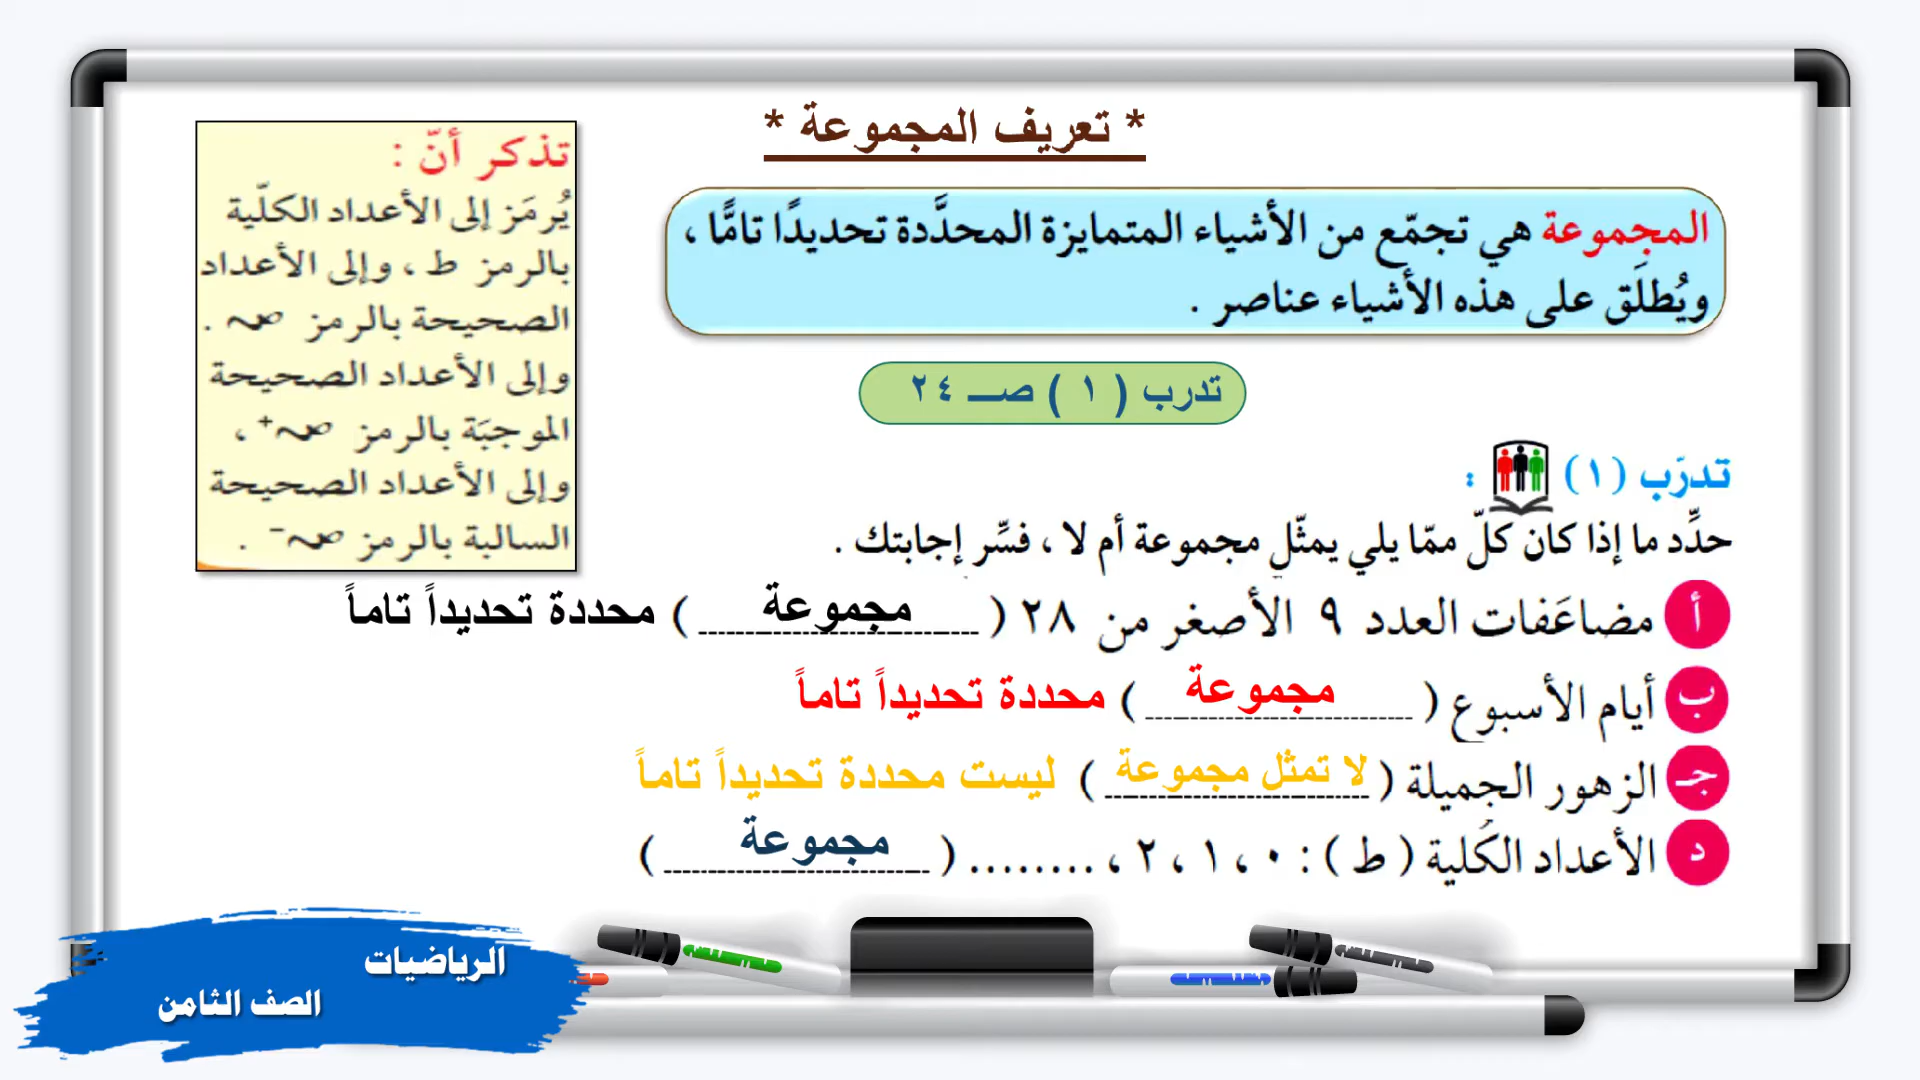 * تعريف المجموعة *
المجموعة هي تجمّع من الأشياء المتمايزة المحدَّدة تحديدًا تامًّا ،
ويُطلَق على هذه الأشياء عناصر .
تذكر أنّ :
يُرمَز إلى الأعداد الكلّية
بالرمز ط ، وإلى الأعداد
الصحيحة بالرمز صـ .
وإلى الأعداد الصحيحة
الموجبَة بالرمز صـ+ ،
وإلى الأعداد الصحيحة
السالبة بالرمز صـ− .
تدرب ( ١ ) صــ ٢٤
تدرّب (١) :
حدِّد ما إذا كان كلّ ممّا يلي يمثّل مجموعة أم لا ، فسِّر إجابتك .
أ مضاعَفات العدد ٩ الأصغر من ٢٨ ( مجموعة ) محددة تحديداً تاماً
ب أيام الأسبوع ( مجموعة ) محددة تحديداً تاماً
جـ الزهور الجميلة ( لا تمثل مجموعة ) ليست محددة تحديداً تاماً
د الأعداد الكُلية ( ط ) : ٠ ، ١ ، ٢ ، ........ ( مجموعة )
الرياضيات
الصف الثامن